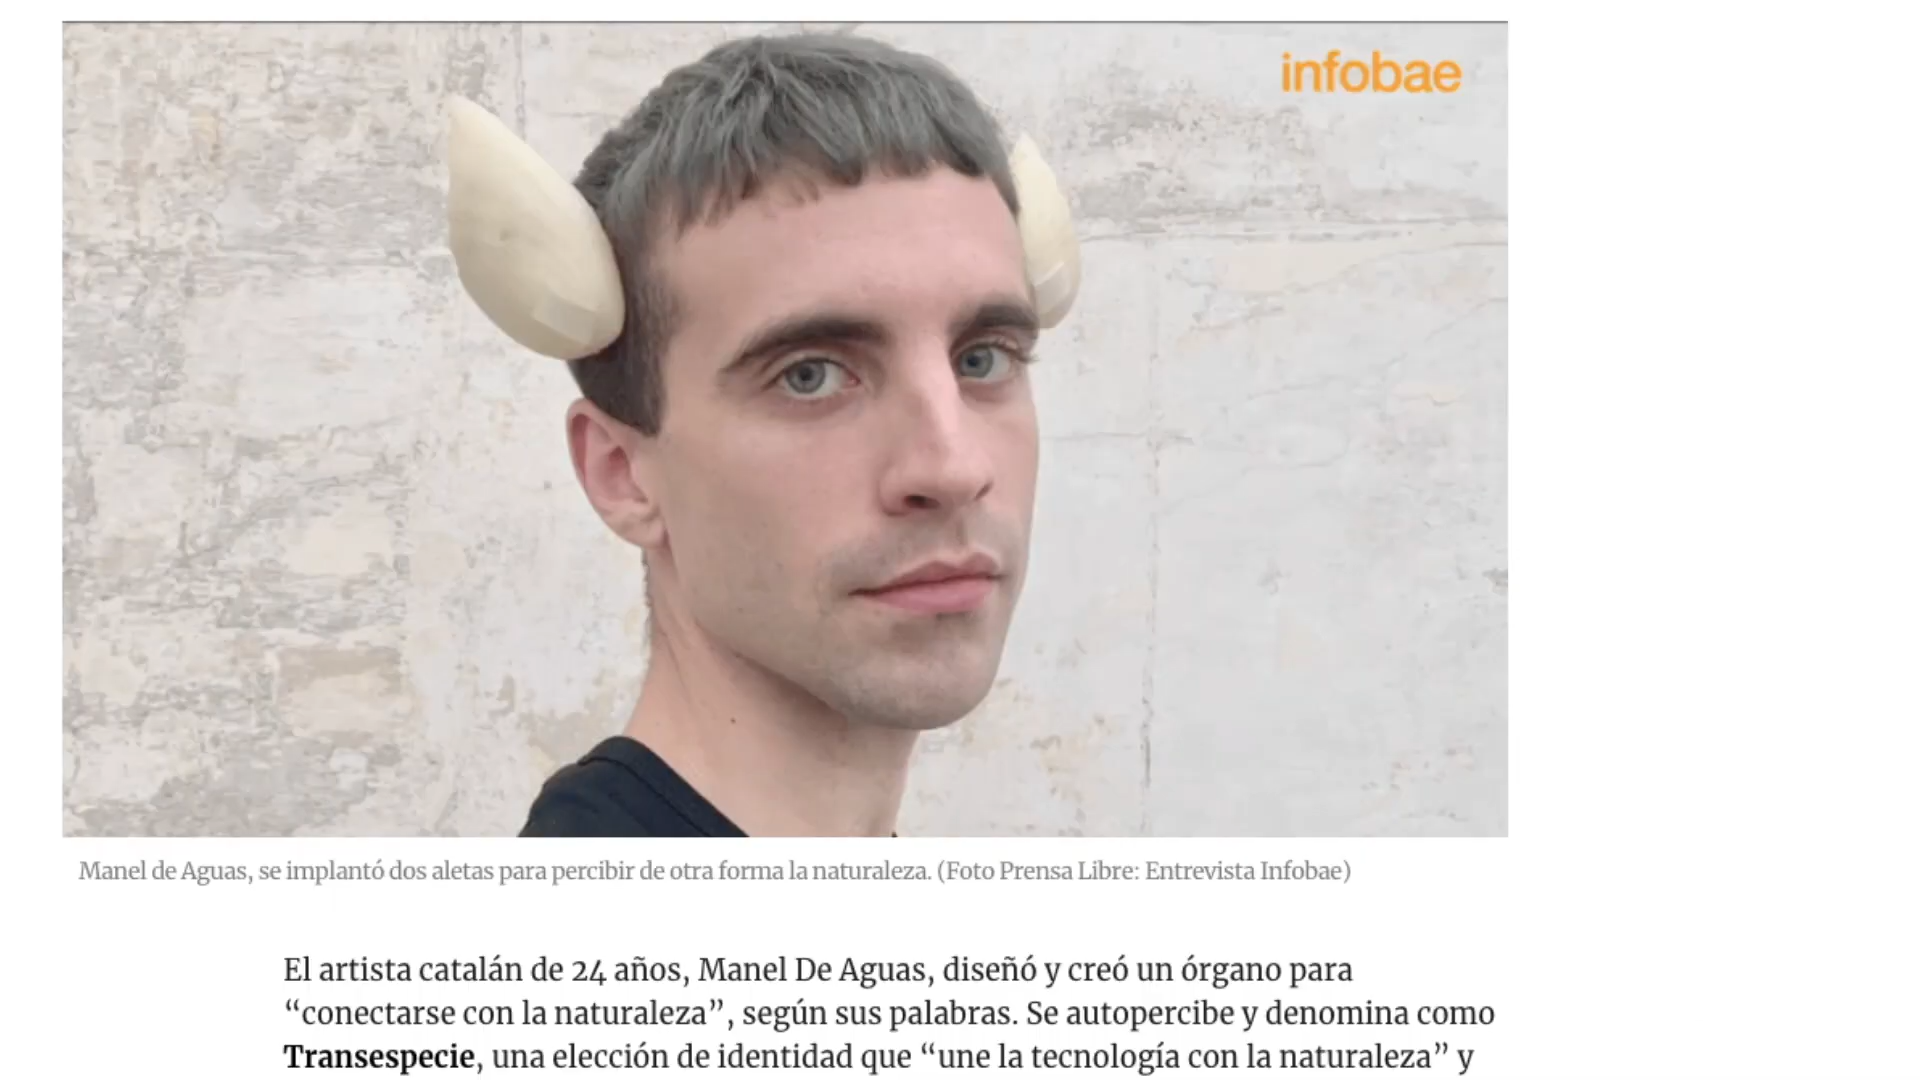 infobae
Manel de Aguas, se implantó dos aletas para percibir de otra forma la naturaleza. (Foto Prensa Libre: Entrevista Infobae)
El artista catalán de 24 años, Manel De Aguas, diseñó y creó un órgano para
“conectarse con la naturaleza”, según sus palabras. Se autopercibe y denomina como
Transespecie, una elección de identidad que “une la tecnología con la naturaleza” y